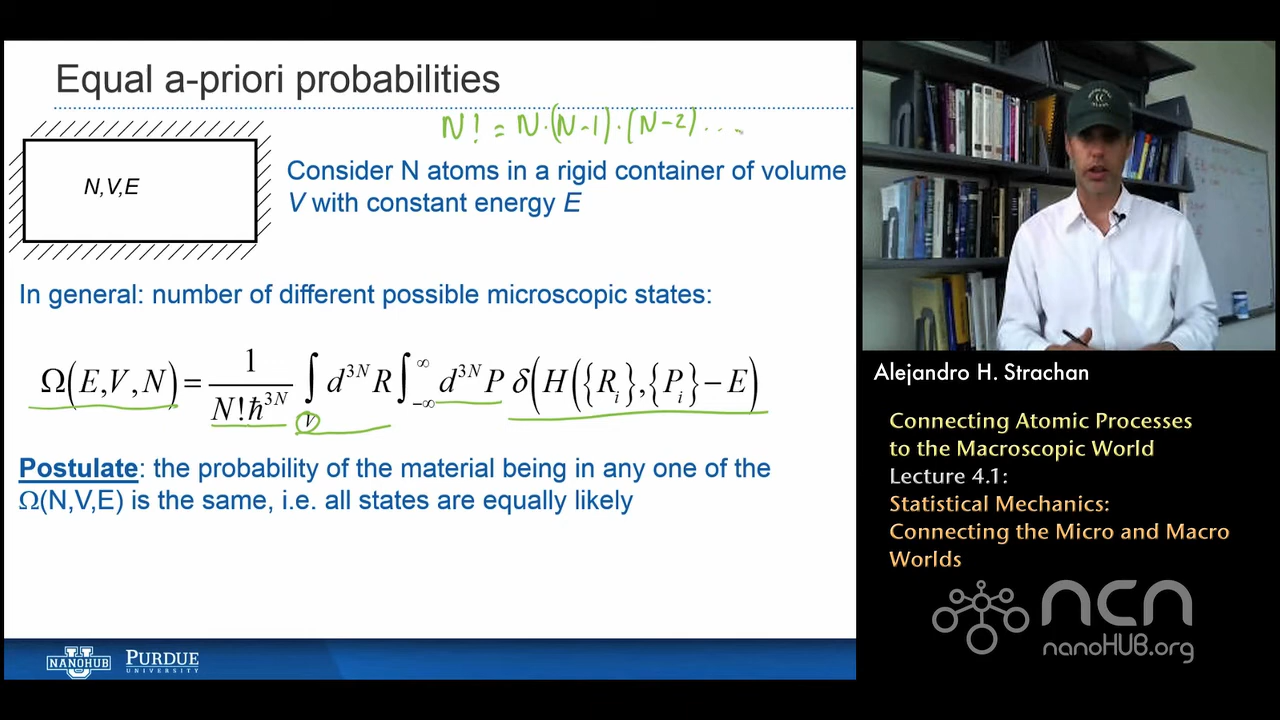 Equal a-priori probabilities
N! = N·(N-1)·(N-2)....
N,V,E
Consider N atoms in a rigid container of volume
V with constant energy E
In general: number of different possible microscopic states:
Ω(E,V,N) = 1/(N!ħ^{3N}) ∫_V d^{3N}R ∫_{-∞}^{∞} d^{3N}P δ(H({R_i},{P_i}-E)
Postulate: the probability of the material being in any one of the
Ω(N,V,E) is the same, i.e. all states are equally likely
NANOHUB U
PURDUE
UNIVERSITY
Alejandro H. Strachan
Connecting Atomic Processes
to the Macroscopic World
Lecture 4.1:
Statistical Mechanics:
Connecting the Micro and Macro
Worlds
ncn
nanoHUB.org